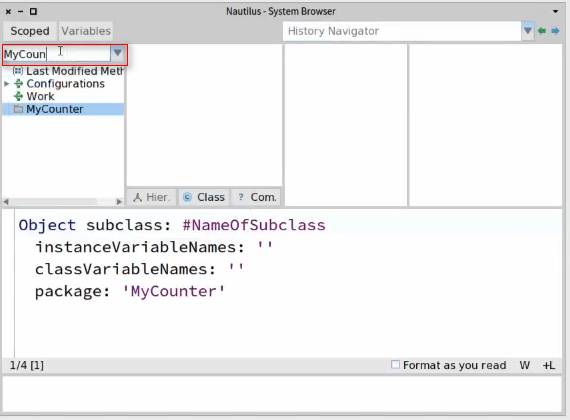 Nautilus - System Browser
Scoped Variables History Navigator
MyCoun
Last Modified Meth
Configurations
Work
MyCounter
Hier. Class ? Com.
Object subclass: #NameOfSubclass
instanceVariableNames: ''
classVariableNames: ''
package: 'MyCounter'
1/4 [1] Format as you read W +L